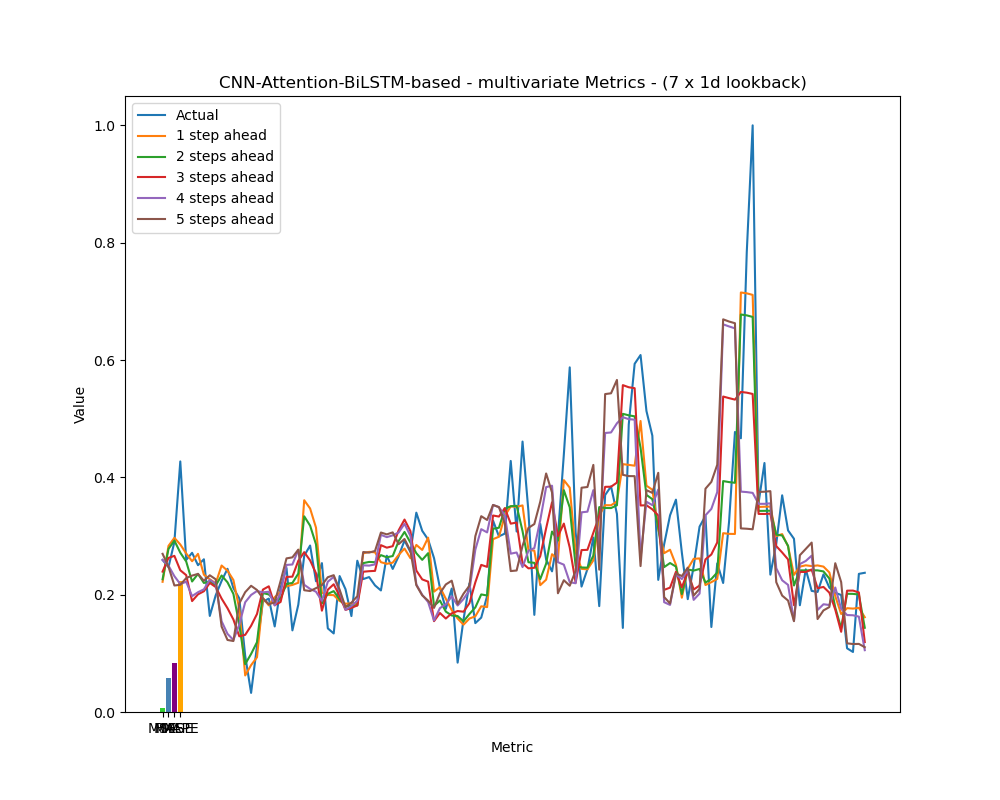 CNN-Attention-BiLSTM-based - multivariate Metrics - (7 x 1d lookback)
Actual
1 step ahead
2 steps ahead
3 steps ahead
4 steps ahead
5 steps ahead
1.0
0.8
0.6
0.4
0.2
0.0
Value
Metric